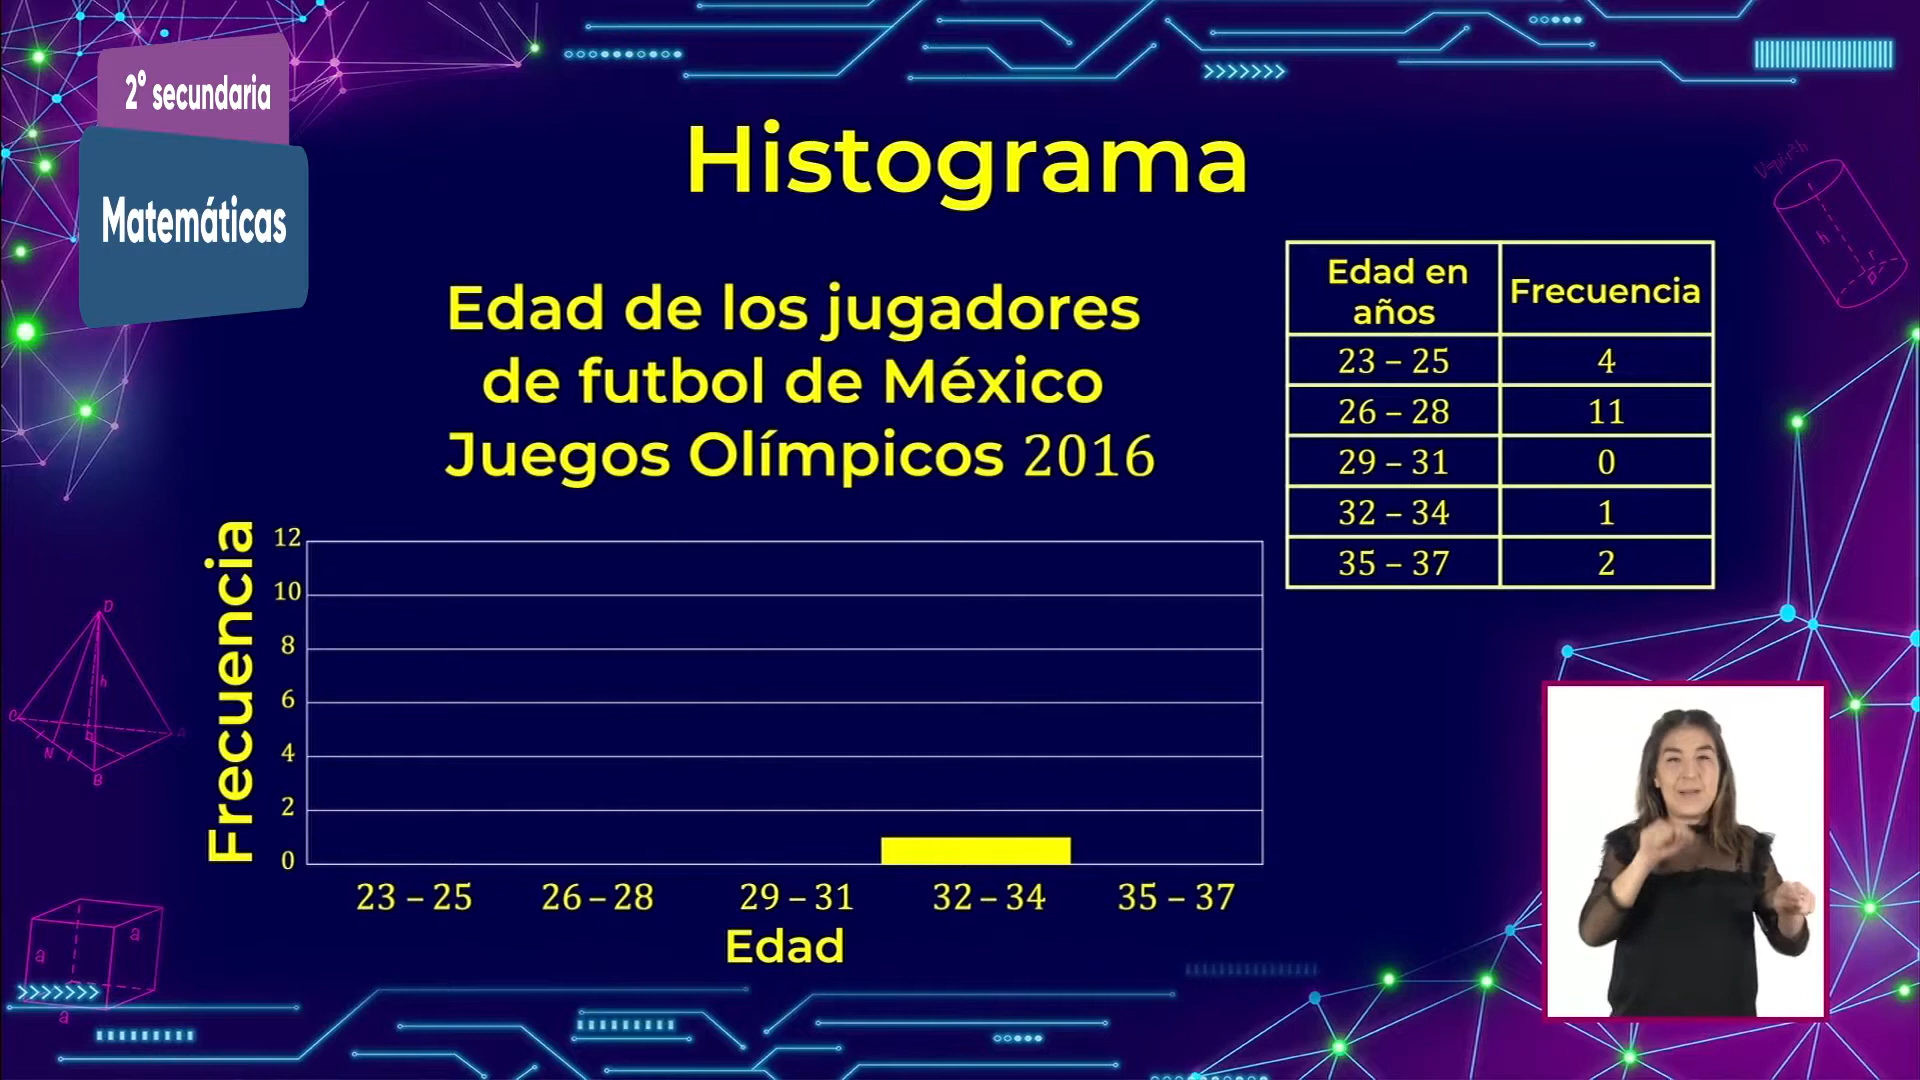 2° secundaria
Matemáticas
Histograma
Edad de los jugadores
de futbol de México
Juegos Olímpicos 2016
Edad en
años
Frecuencia
23 – 25
4
26 – 28
11
29 – 31
0
32 – 34
1
35 – 37
2
Frecuencia
12
10
8
6
4
2
0
23 – 25
26 – 28
29 – 31
32 – 34
35 – 37
Edad
D
h
C
A
N
b
B
a
a
a
h
r